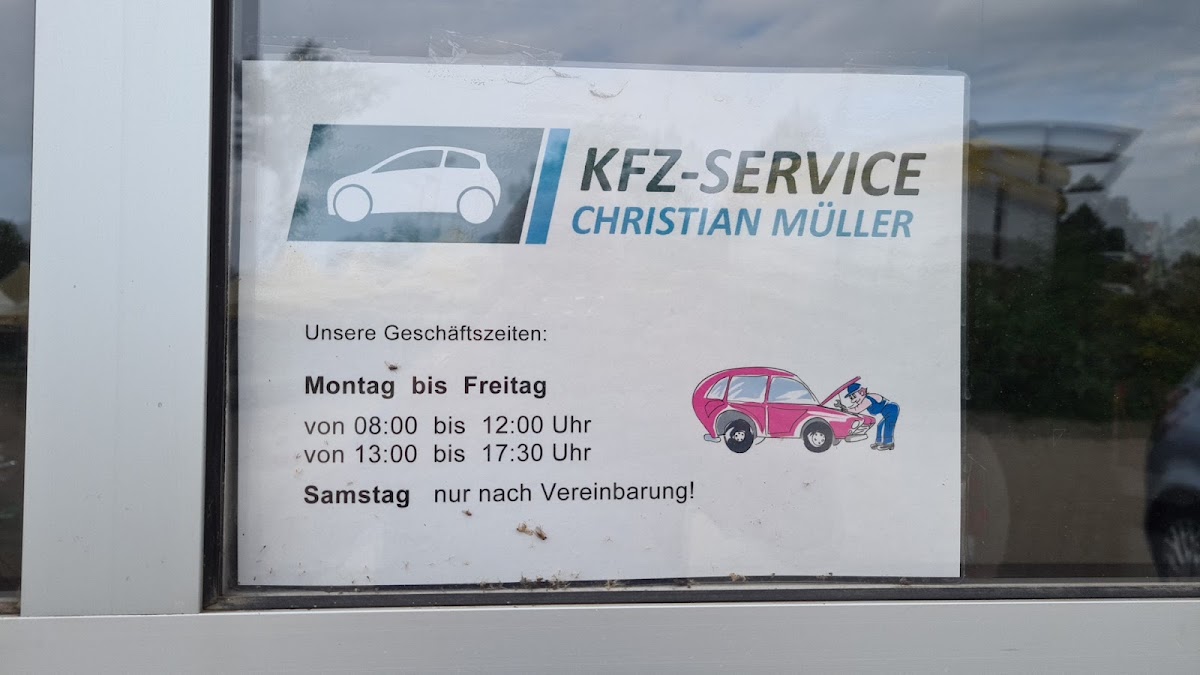 KFZ-SERVICE
CHRISTIAN MÜLLER
Unsere Geschäftszeiten:
Montag bis Freitag
von 08:00 bis 12:00 Uhr
von 13:00 bis 17:30 Uhr
Samstag nur nach Vereinbarung!